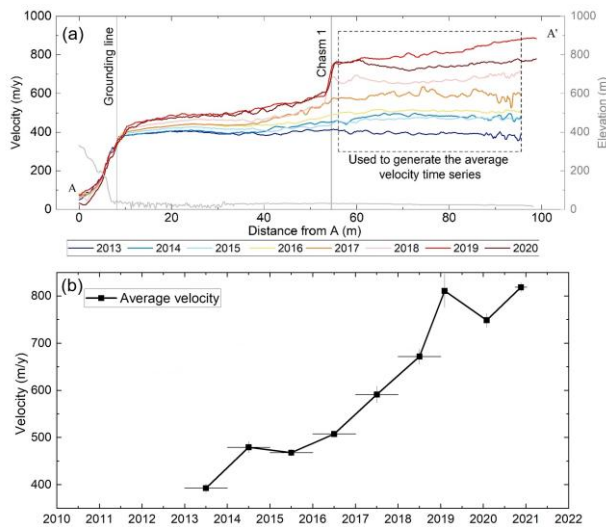 (a)
Grounding line
Chasm 1
A'
A
Used to generate the average
velocity time series
Velocity (m/y)
1000
800
600
400
200
0
Elevation (m)
1000
800
600
400
200
0
0 20 40 60 80 100
Distance from A (m)
2013 2014 2015 2016 2017 2018 2019 2020
(b)
Average velocity
Velocity (m/y)
800
700
600
500
400
2010 2011 2012 2013 2014 2015 2016 2017 2018 2019 2020 2021 2022